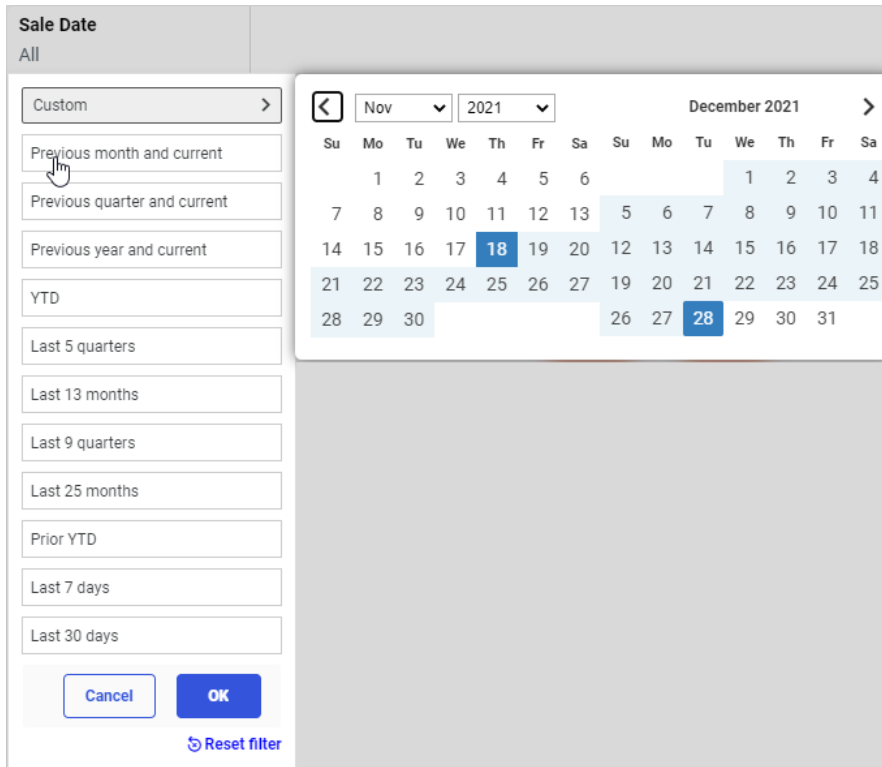 Sale Date
All
Custom
Previous month and current
Previous quarter and current
Previous year and current
YTD
Last 5 quarters
Last 13 months
Last 9 quarters
Last 25 months
Prior YTD
Last 7 days
Last 30 days
Cancel OK
Reset filter
Nov 2021
Su Mo Tu We Th Fr Sa
1 2 3 4 5 6
7 8 9 10 11 12 13
14 15 16 17 18 19 20
21 22 23 24 25 26 27
28 29 30
December 2021
Su Mo Tu We Th Fr Sa
1 2 3 4
5 6 7 8 9 10 11
12 13 14 15 16 17 18
19 20 21 22 23 24 25
26 27 28 29 30 31